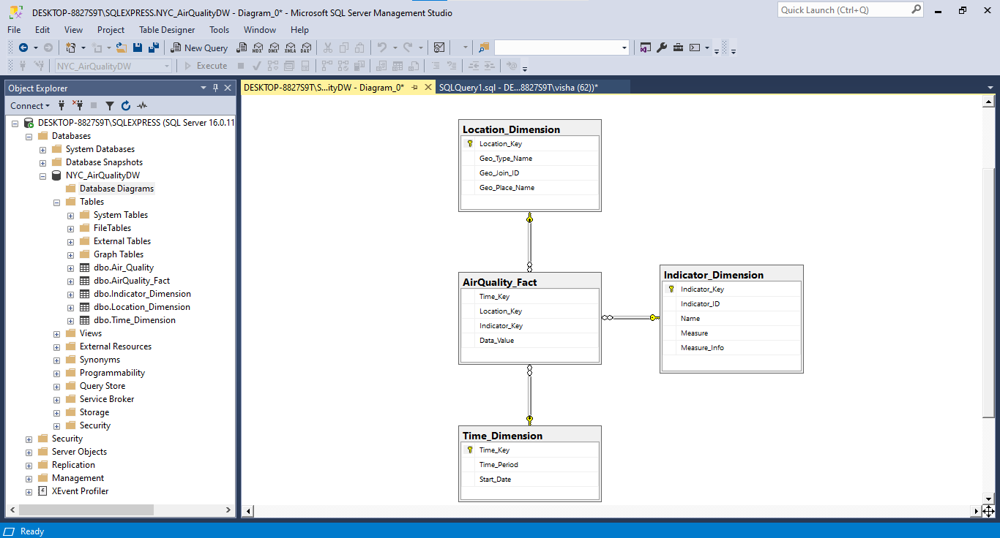 DESKTOP-8827S9T\SQLEXPRESS.NYC_AirQualityDW - Diagram_0* - Microsoft SQL Server Management Studio
Quick Launch (Ctrl+Q)
File Edit View Project Table Designer Tools Window Help
New Query MDX DMX XMLA DAX
NYC_AirQualityDW Execute
Object Explorer
DESKTOP-8827S9T\S...ityDW - Diagram_0*
SQLQuery1.sql - DE...8827S9T\visha (62))*
Connect
DESKTOP-8827S9T\SQLEXPRESS (SQL Server 16.0.11
Databases
System Databases
Database Snapshots
NYC_AirQualityDW
Database Diagrams
Tables
System Tables
FileTables
External Tables
Graph Tables
dbo.Air_Quality
dbo.AirQuality_Fact
dbo.Indicator_Dimension
dbo.Location_Dimension
dbo.Time_Dimension
Views
External Resources
Synonyms
Programmability
Query Store
Service Broker
Storage
Security
Security
Server Objects
Replication
Management
XEvent Profiler
Location_Dimension
Location_Key
Geo_Type_Name
Geo_Join_ID
Geo_Place_Name
AirQuality_Fact
Time_Key
Location_Key
Indicator_Key
Data_Value
Indicator_Dimension
Indicator_Key
Indicator_ID
Name
Measure
Measure_Info
Time_Dimension
Time_Key
Time_Period
Start_Date
Ready